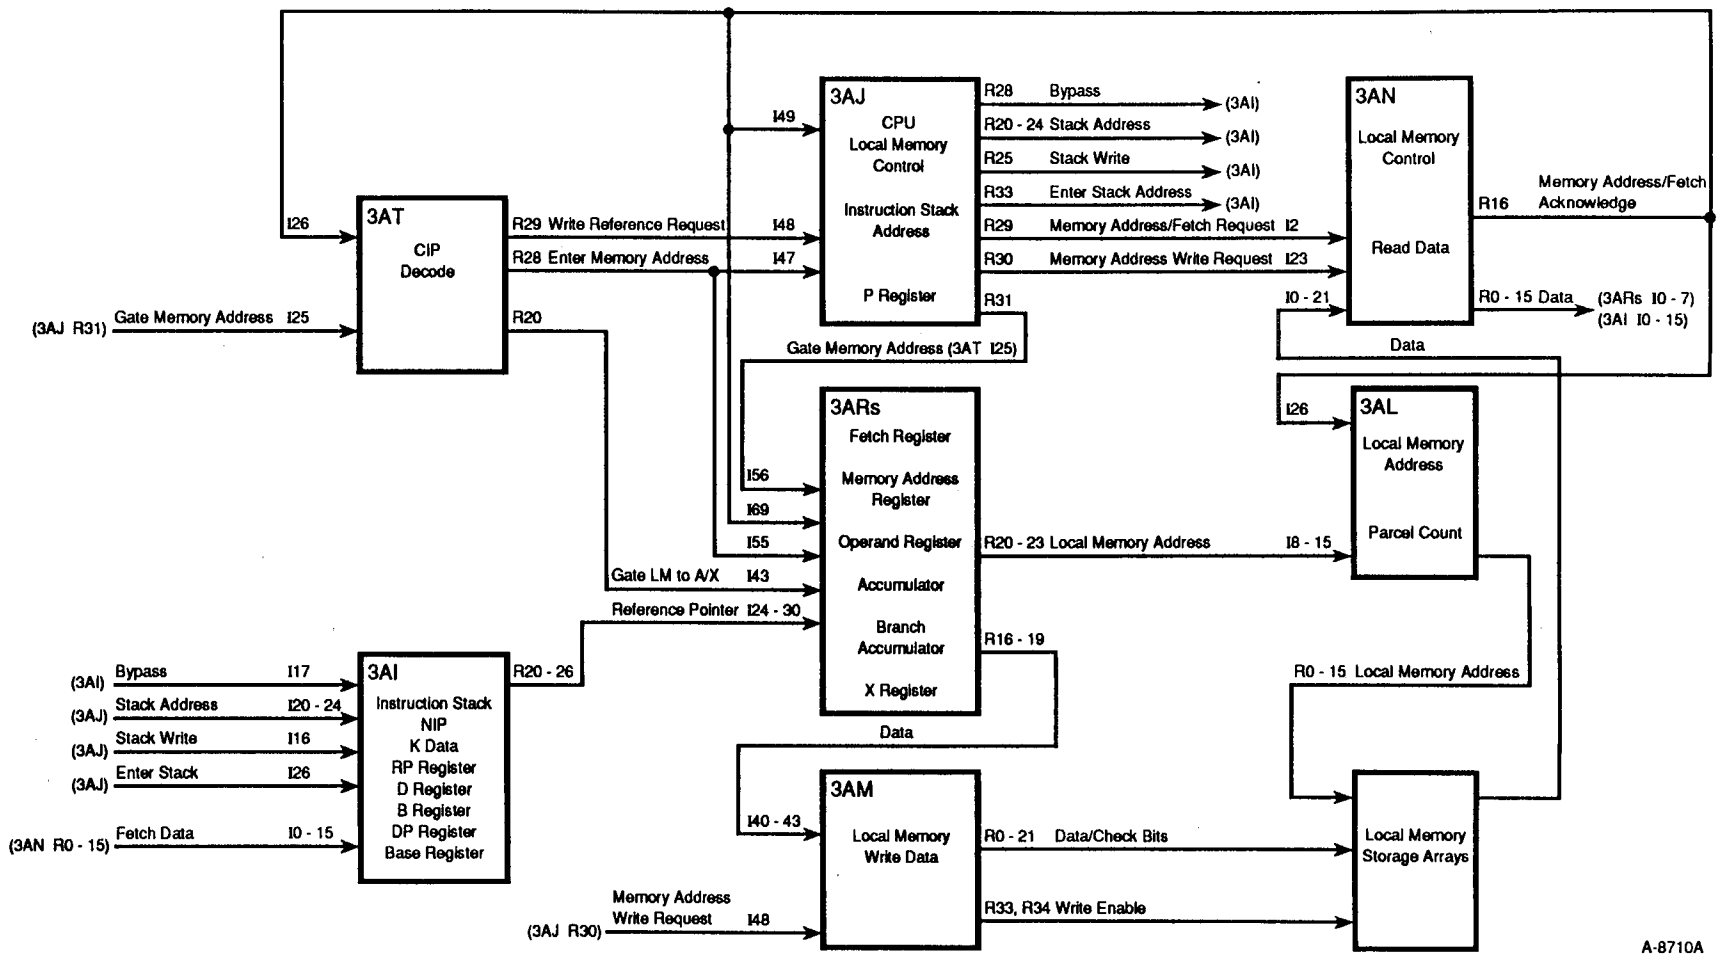 3AJ
CPU
Local Memory
Control
Instruction Stack
Address
P Register
I49
R29 Write Reference Request I48
R28 Enter Memory Address I47
R28 Bypass (3AI)
R20 - 24 Stack Address (3AI)
R25 Stack Write (3AI)
R33 Enter Stack Address (3AI)
R29 Memory Address/Fetch Request I2
R30 Memory Address Write Request I23
R31
Gate Memory Address (3AT I25)
3AN
Local Memory
Control
Read Data
I0 - 21
Data
R16
Memory Address/Fetch
Acknowledge
R0 - 15 Data
(3ARs I0 - 7)
(3AI I0 - 15)
3AT
CIP
Decode
I26
(3AJ R31) Gate Memory Address I25
R20
3ARs
Fetch Register
Memory Address
Register
Operand Register
Accumulator
Branch
Accumulator
X Register
I56
I69
I55
Gate LM to A/X I43
Reference Pointer I24 - 30
R20 - 23 Local Memory Address I8 - 15
R16 - 19
Data
3AL
Local Memory
Address
Parcel Count
I26
R0 - 15 Local Memory Address
3AI
Instruction Stack
NIP
K Data
RP Register
D Register
B Register
DP Register
Base Register
(3AI) Bypass I17
(3AJ) Stack Address I20 - 24
(3AJ) Stack Write I16
(3AJ) Enter Stack I26
(3AN R0 - 15) Fetch Data I0 - 15
R20 - 26
3AM
Local Memory
Write Data
I40 - 43
Memory Address
Write Request I48
(3AJ R30)
R0 - 21 Data/Check Bits
R33, R34 Write Enable
Local Memory
Storage Arrays
A-8710A